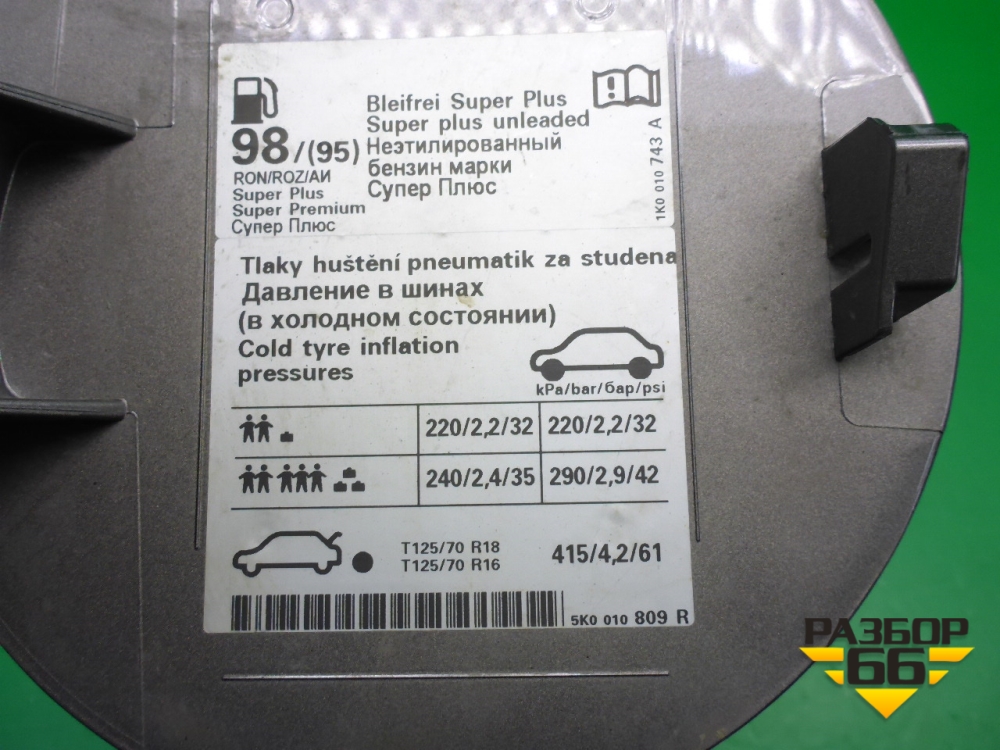 98/(95)
RON/ROZ/АИ
Super Plus
Super Premium
Супер Плюс
Bleifrei Super Plus
Super plus unleaded
Неэтилированный
бензин марки
Супер Плюс
1K0 010 743 A
Tlaky huštění pneumatik za studena
Давление в шинах
(в холодном состоянии)
Cold tyre inflation
pressures
kPa/bar/бар/psi
220/2,2/32 220/2,2/32
240/2,4/35 290/2,9/42
T125/70 R18
T125/70 R16
415/4,2/61
5K0 010 809 R
РАЗБОР
66